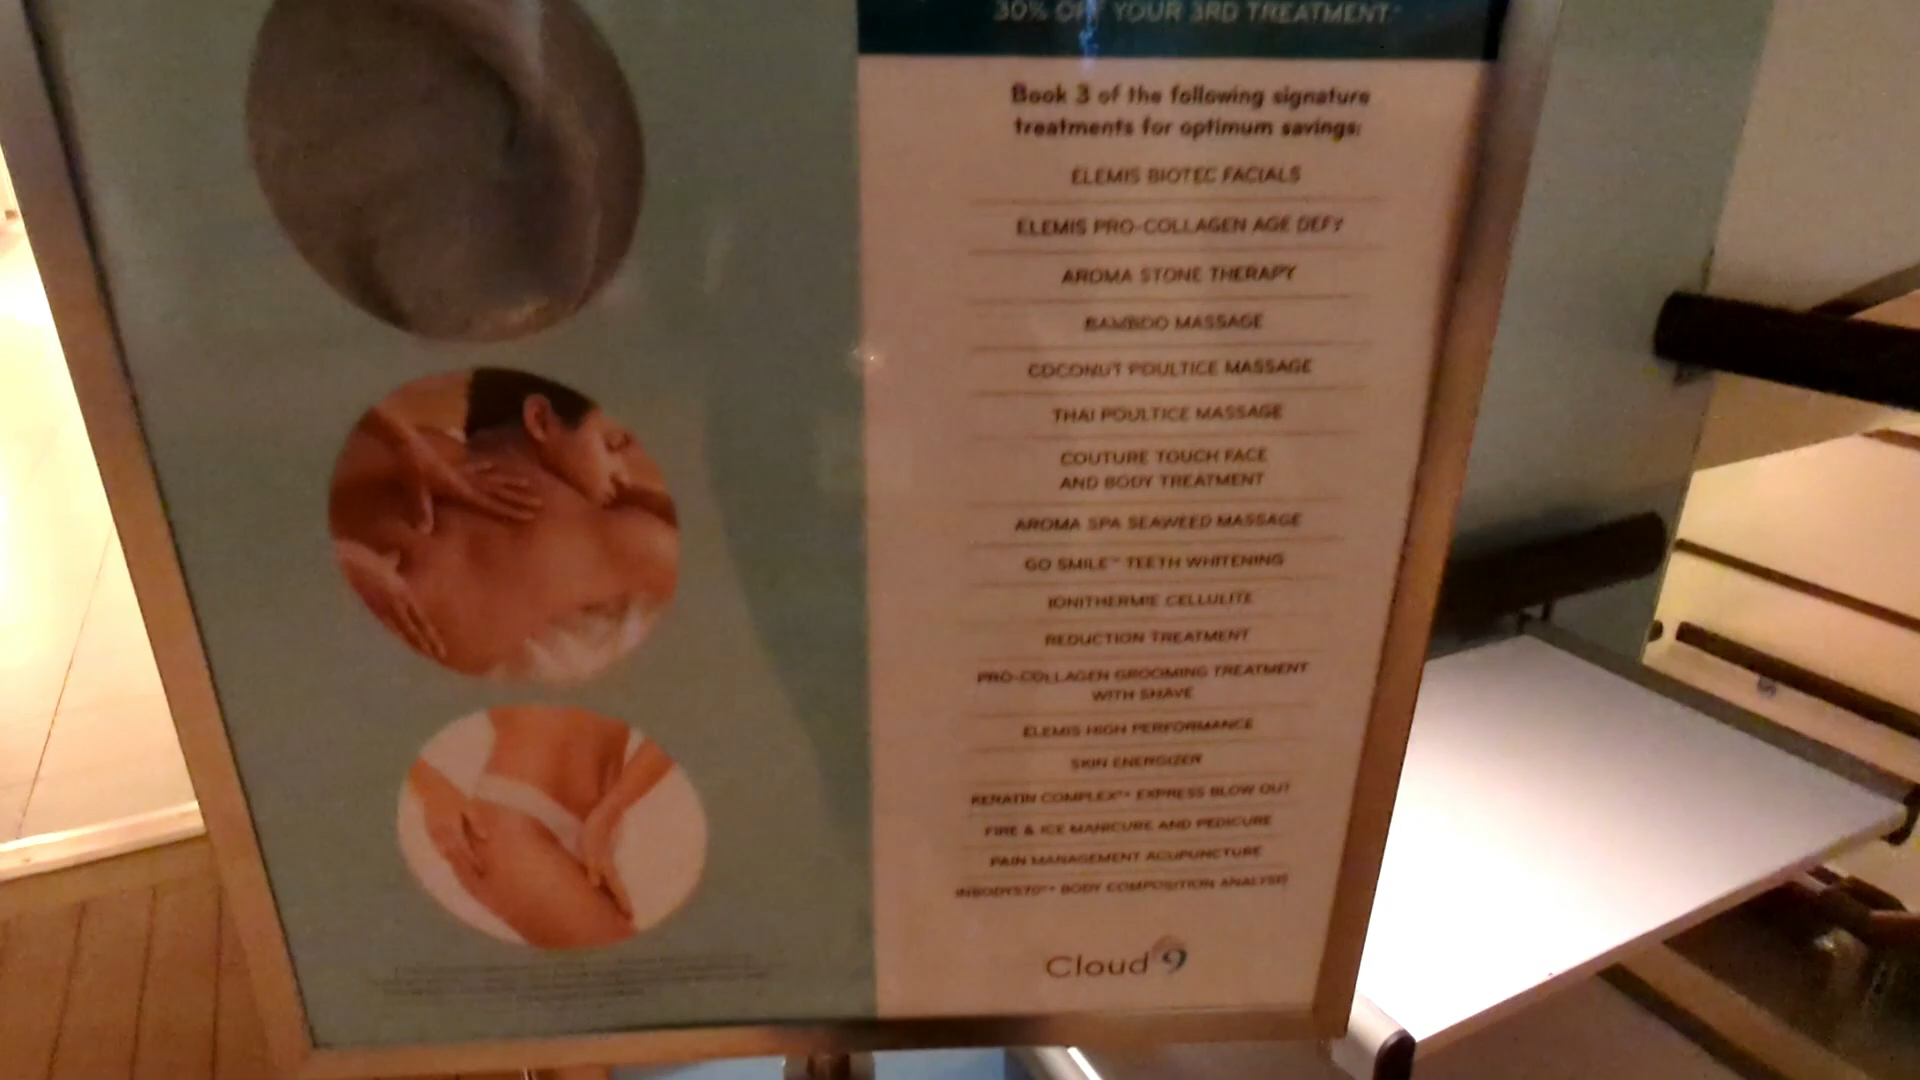 30% OFF YOUR 3RD TREATMENT.*
Book 3 of the following signature
treatments for optimum savings:
ELEMIS BIOTEC FACIALS
ELEMIS PRO-COLLAGEN AGE DEFY
AROMA STONE THERAPY
BAMBOO MASSAGE
COCONUT POULTICE MASSAGE
THAI POULTICE MASSAGE
COUTURE TOUCH FACE
AND BODY TREATMENT
AROMA SPA SEAWEED MASSAGE
GO SMILE™ TEETH WHITENING
IONITHERMIE CELLULITE
REDUCTION TREATMENT
PRO-COLLAGEN GROOMING TREATMENT
WITH SHAVE
ELEMIS HIGH PERFORMANCE
SKIN ENERGIZER
KERATIN COMPLEX™* EXPRESS BLOW OUT
FIRE & ICE MANICURE AND PEDICURE
PAIN MANAGEMENT ACUPUNCTURE
BODY COMPOSITION ANALYSIS
Cloud 9